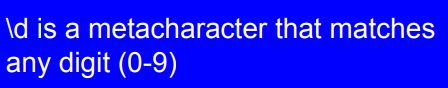 \d is a metacharacter that matches
any digit (0-9)